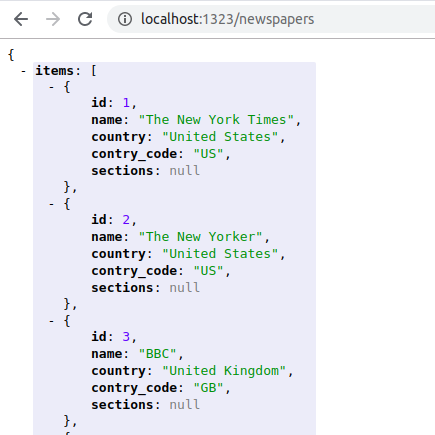 localhost:1323/newspapers
{
- items: [
- {
id: 1,
name: "The New York Times",
country: "United States",
contry_code: "US",
sections: null
},
- {
id: 2,
name: "The New Yorker",
country: "United States",
contry_code: "US",
sections: null
},
- {
id: 3,
name: "BBC",
country: "United Kingdom",
contry_code: "GB",
sections: null
},